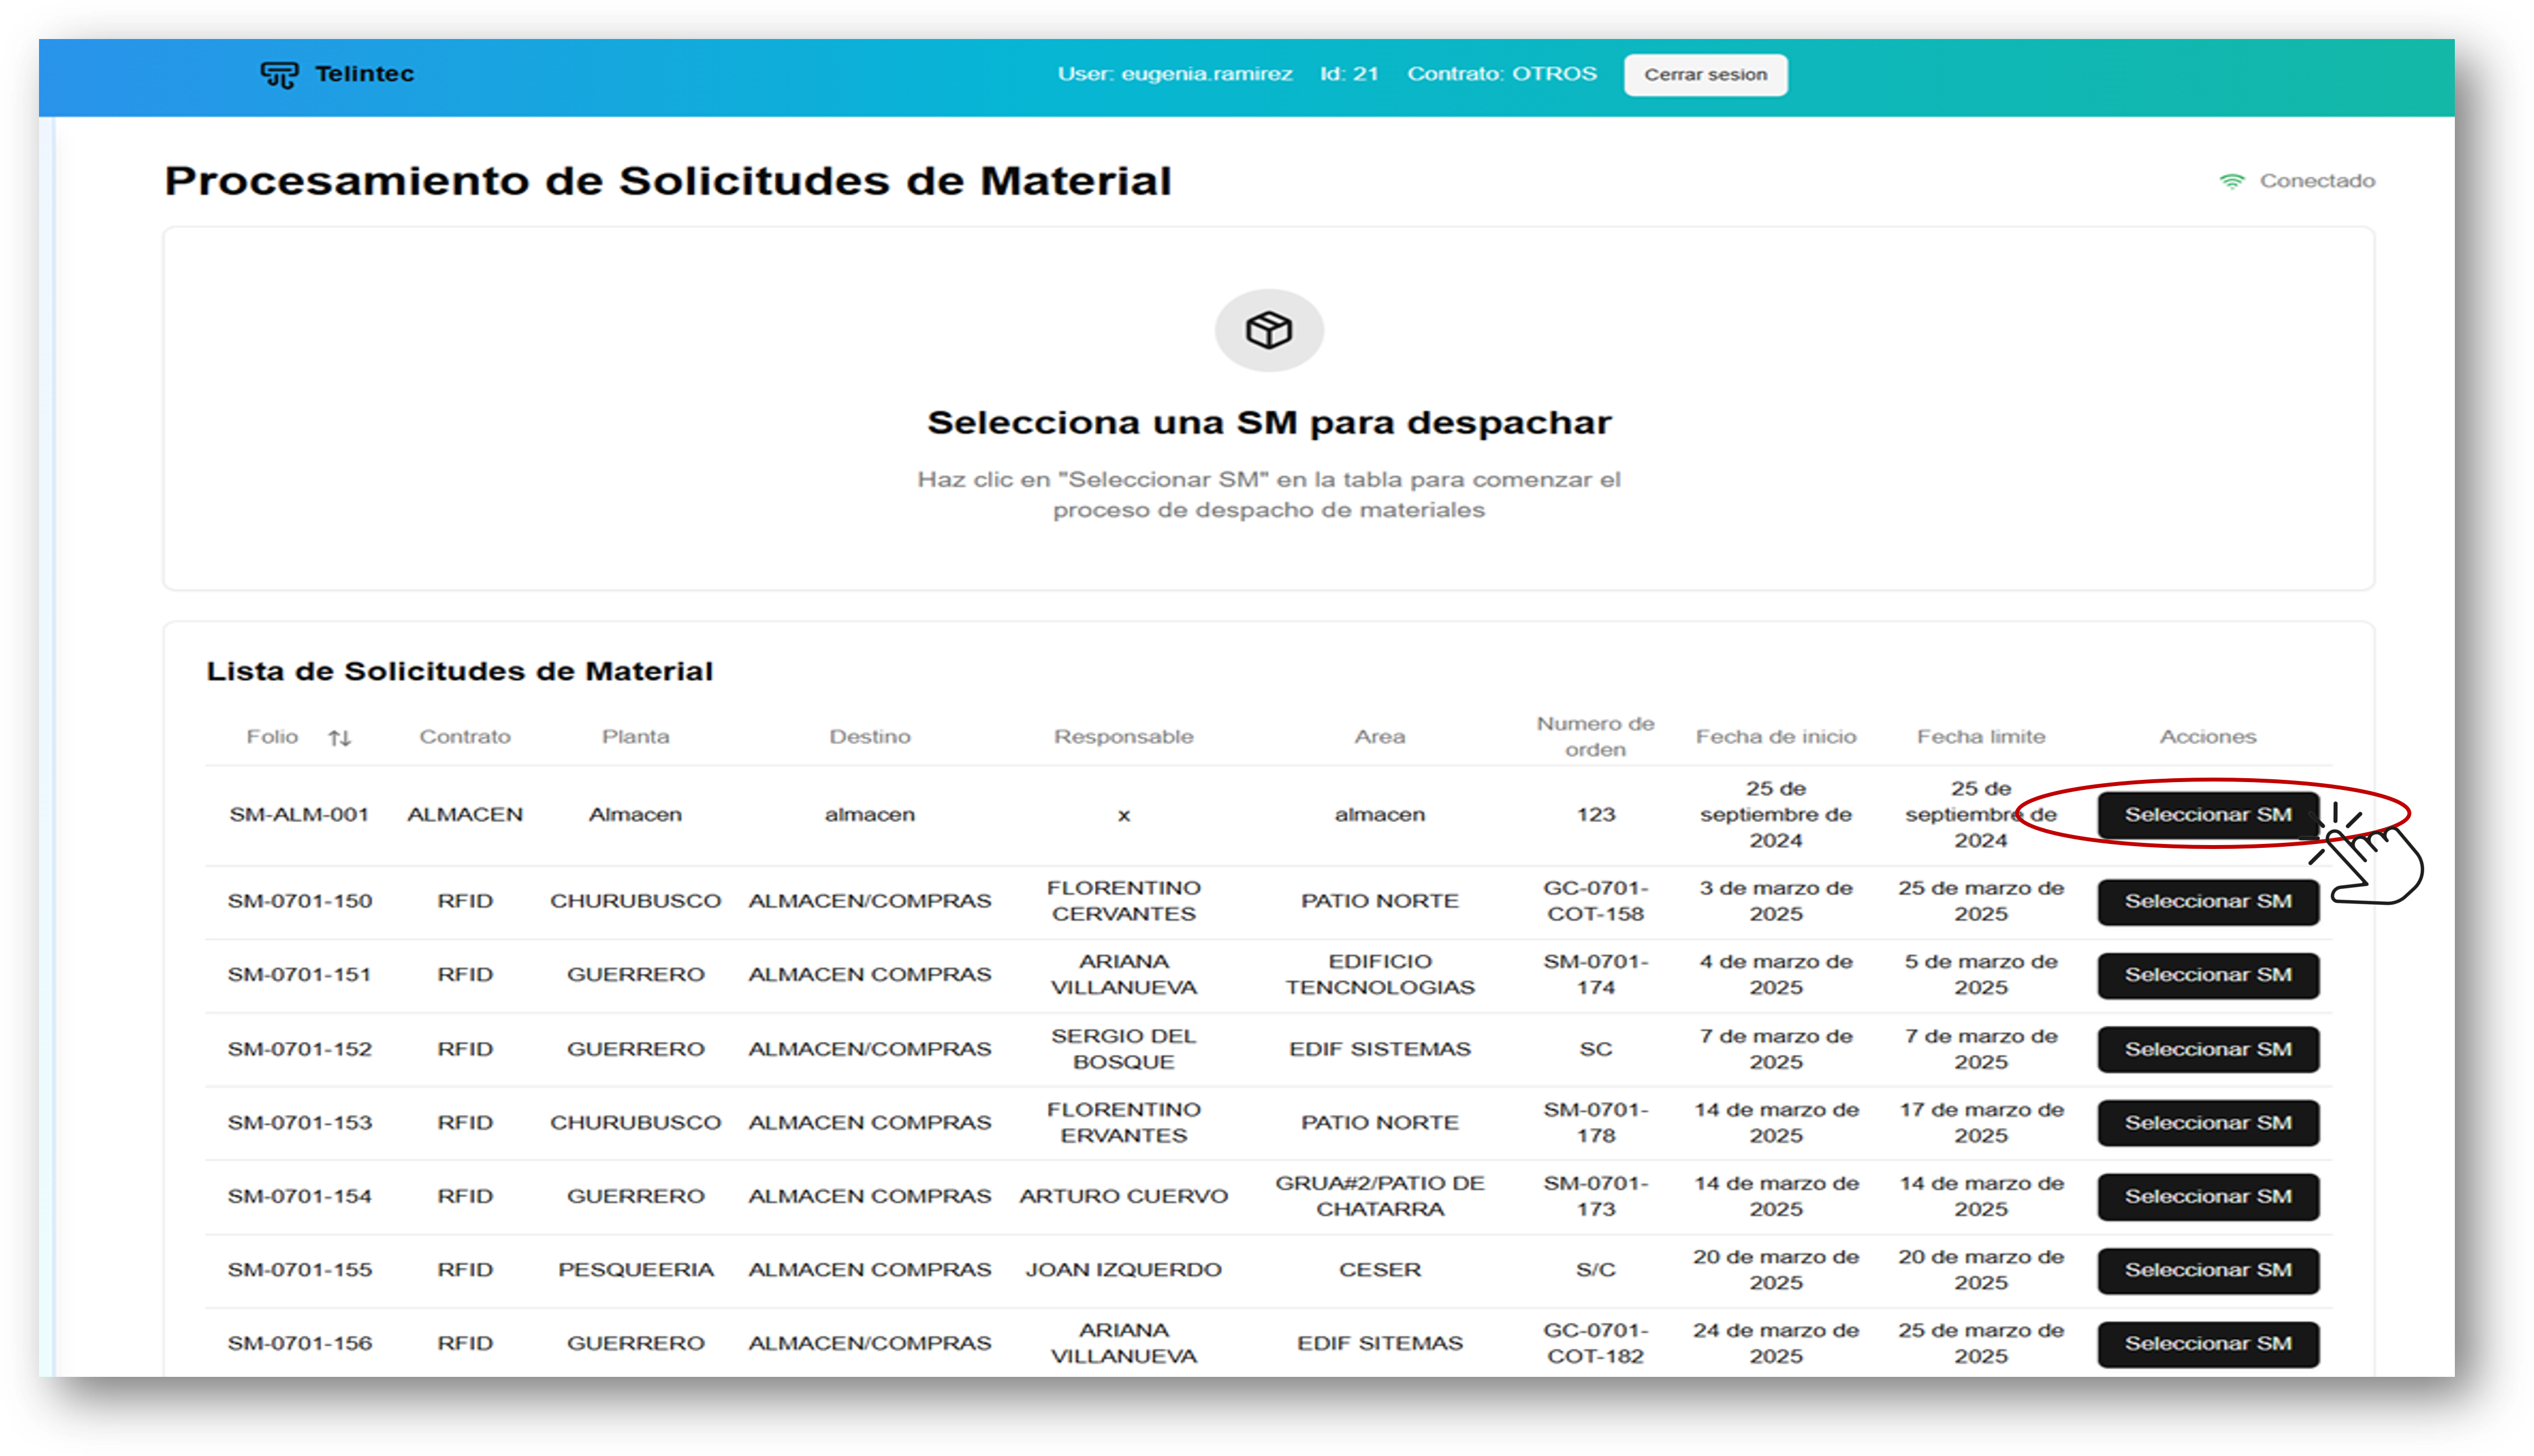 Telintec
User: eugenia.ramirez Id: 21 Contrato: OTROS Cerrar sesion
Procesamiento de Solicitudes de Material
Conectado
Selecciona una SM para despachar
Haz clic en "Seleccionar SM" en la tabla para comenzar el
proceso de despacho de materiales
Lista de Solicitudes de Material
Folio Contrato Planta Destino Responsable Area Numero de orden Fecha de inicio Fecha limite Acciones
SM-ALM-001 ALMACEN Almacen almacen x almacen 123 25 de septiembre de 2024 25 de septiembre de 2024 Seleccionar SM
SM-0701-150 RFID CHURUBUSCO ALMACEN/COMPRAS FLORENTINO CERVANTES PATIO NORTE GC-0701-COT-158 3 de marzo de 2025 25 de marzo de 2025 Seleccionar SM
SM-0701-151 RFID GUERRERO ALMACEN COMPRAS ARIANA VILLANUEVA EDIFICIO TENCNOLOGIAS SM-0701-174 4 de marzo de 2025 5 de marzo de 2025 Seleccionar SM
SM-0701-152 RFID GUERRERO ALMACEN/COMPRAS SERGIO DEL BOSQUE EDIF SISTEMAS SC 7 de marzo de 2025 7 de marzo de 2025 Seleccionar SM
SM-0701-153 RFID CHURUBUSCO ALMACEN COMPRAS FLORENTINO ERVANTES PATIO NORTE SM-0701-178 14 de marzo de 2025 17 de marzo de 2025 Seleccionar SM
SM-0701-154 RFID GUERRERO ALMACEN COMPRAS ARTURO CUERVO GRUA#2/PATIO DE CHATARRA SM-0701-173 14 de marzo de 2025 14 de marzo de 2025 Seleccionar SM
SM-0701-155 RFID PESQUEERIA ALMACEN COMPRAS JOAN IZQUERDO CESER S/C 20 de marzo de 2025 20 de marzo de 2025 Seleccionar SM
SM-0701-156 RFID GUERRERO ALMACEN/COMPRAS ARIANA VILLANUEVA EDIF SITEMAS GC-0701-COT-182 24 de marzo de 2025 25 de marzo de 2025 Seleccionar SM